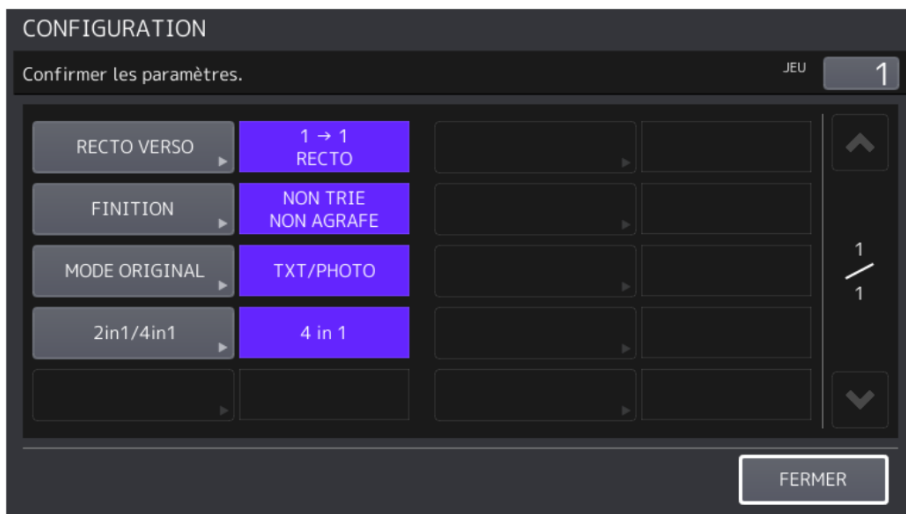 CONFIGURATION
Confirmer les paramètres.
JEU
1
RECTO VERSO
1 → 1
RECTO
FINITION
NON TRIE
NON AGRAFE
MODE ORIGINAL
TXT/PHOTO
2in1/4in1
4 in 1
1
1
FERMER